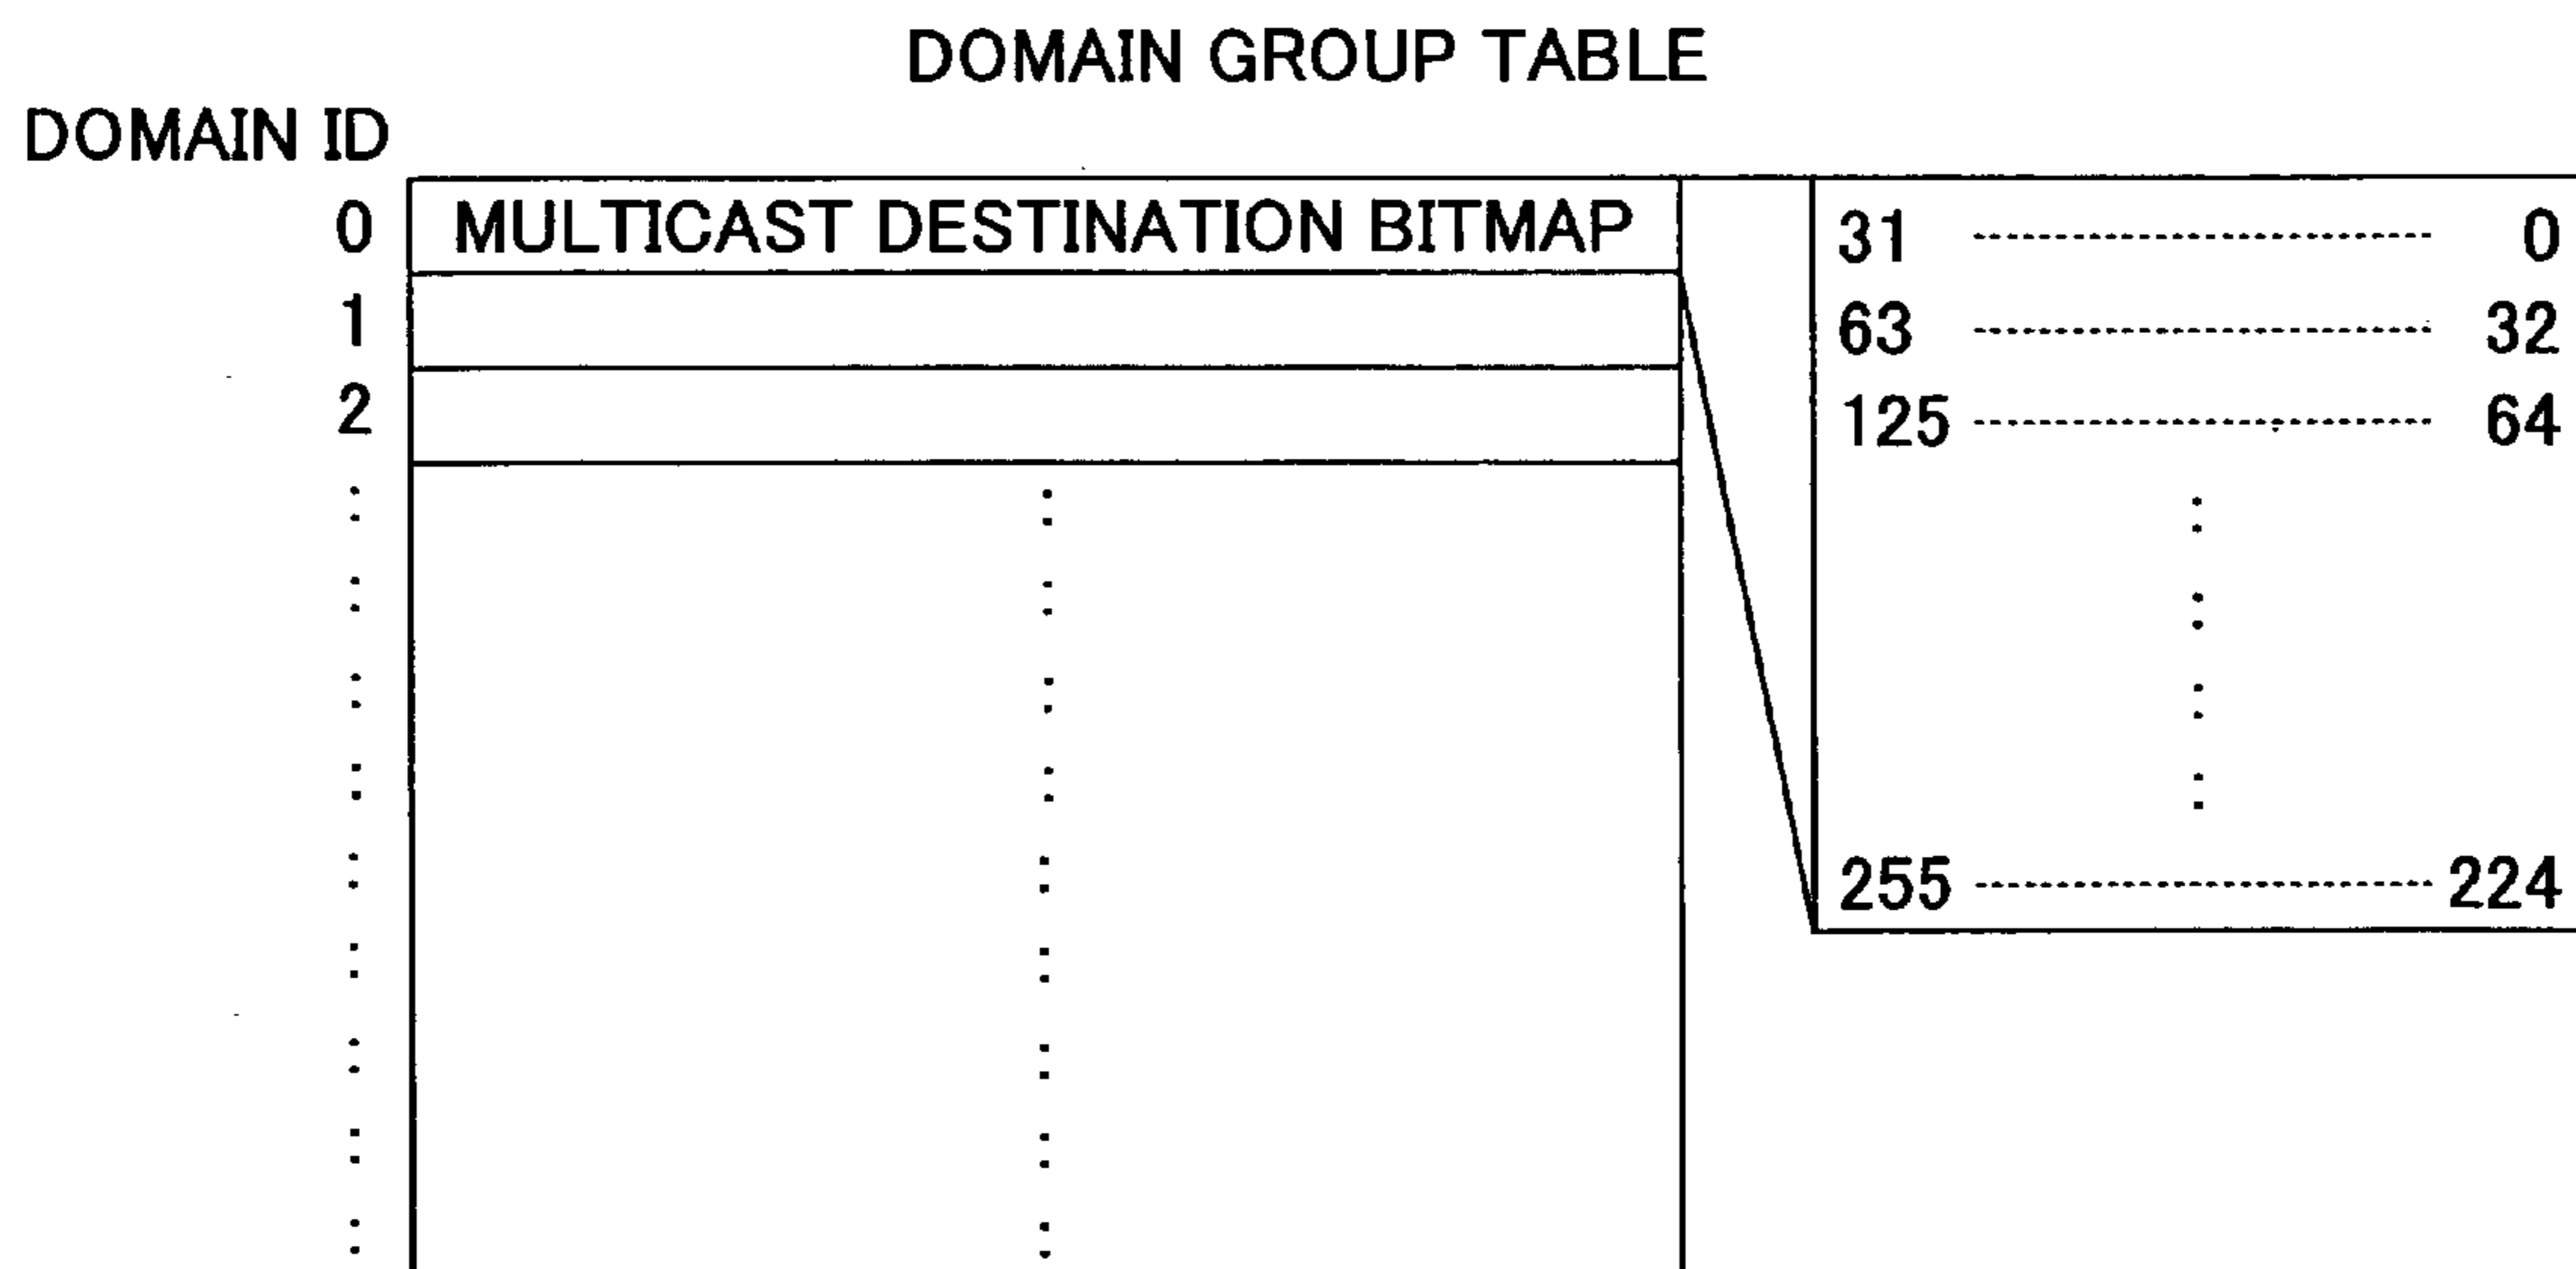 DOMAIN GROUP TABLE
DOMAIN ID
0 MULTICAST DESTINATION BITMAP 31 0
1 63 32
2 125 64
255 224